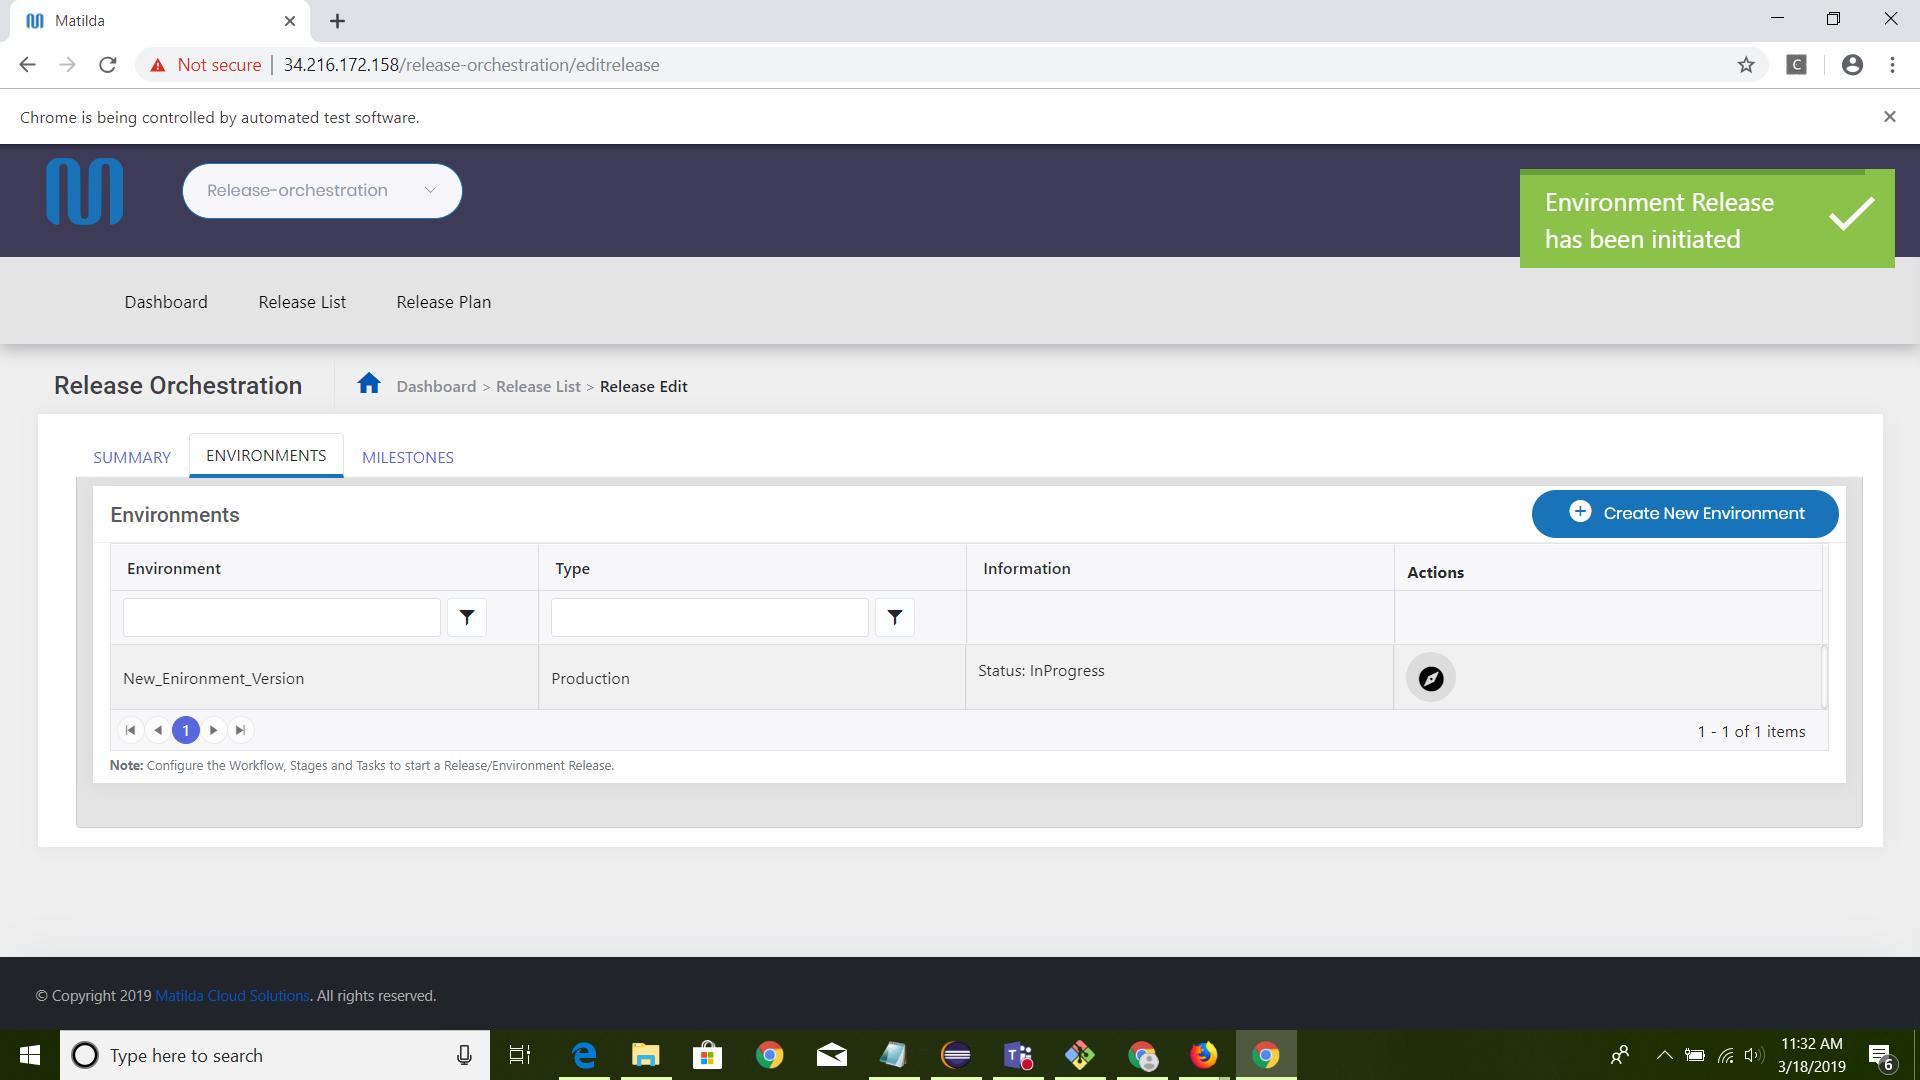 Matilda
Not secure
34.216.172.158/release-orchestration/editrelease
C
Chrome is being controlled by automated test software.
Release-orchestration
Environment Release
has been initiated
Dashboard
Release List
Release Plan
Release Orchestration
Dashboard > Release List > Release Edit
SUMMARY
ENVIRONMENTS
MILESTONES
Environments
Create New Environment
Environment
Type
Information
Actions
New_Enironment_Version
Production
Status: InProgress
1
1 - 1 of 1 items
Note: Configure the Workflow, Stages and Tasks to start a Release/Environment Release.
© Copyright 2019 Matilda Cloud Solutions. All rights reserved.
Type here to search
11:32 AM
3/18/2019
6